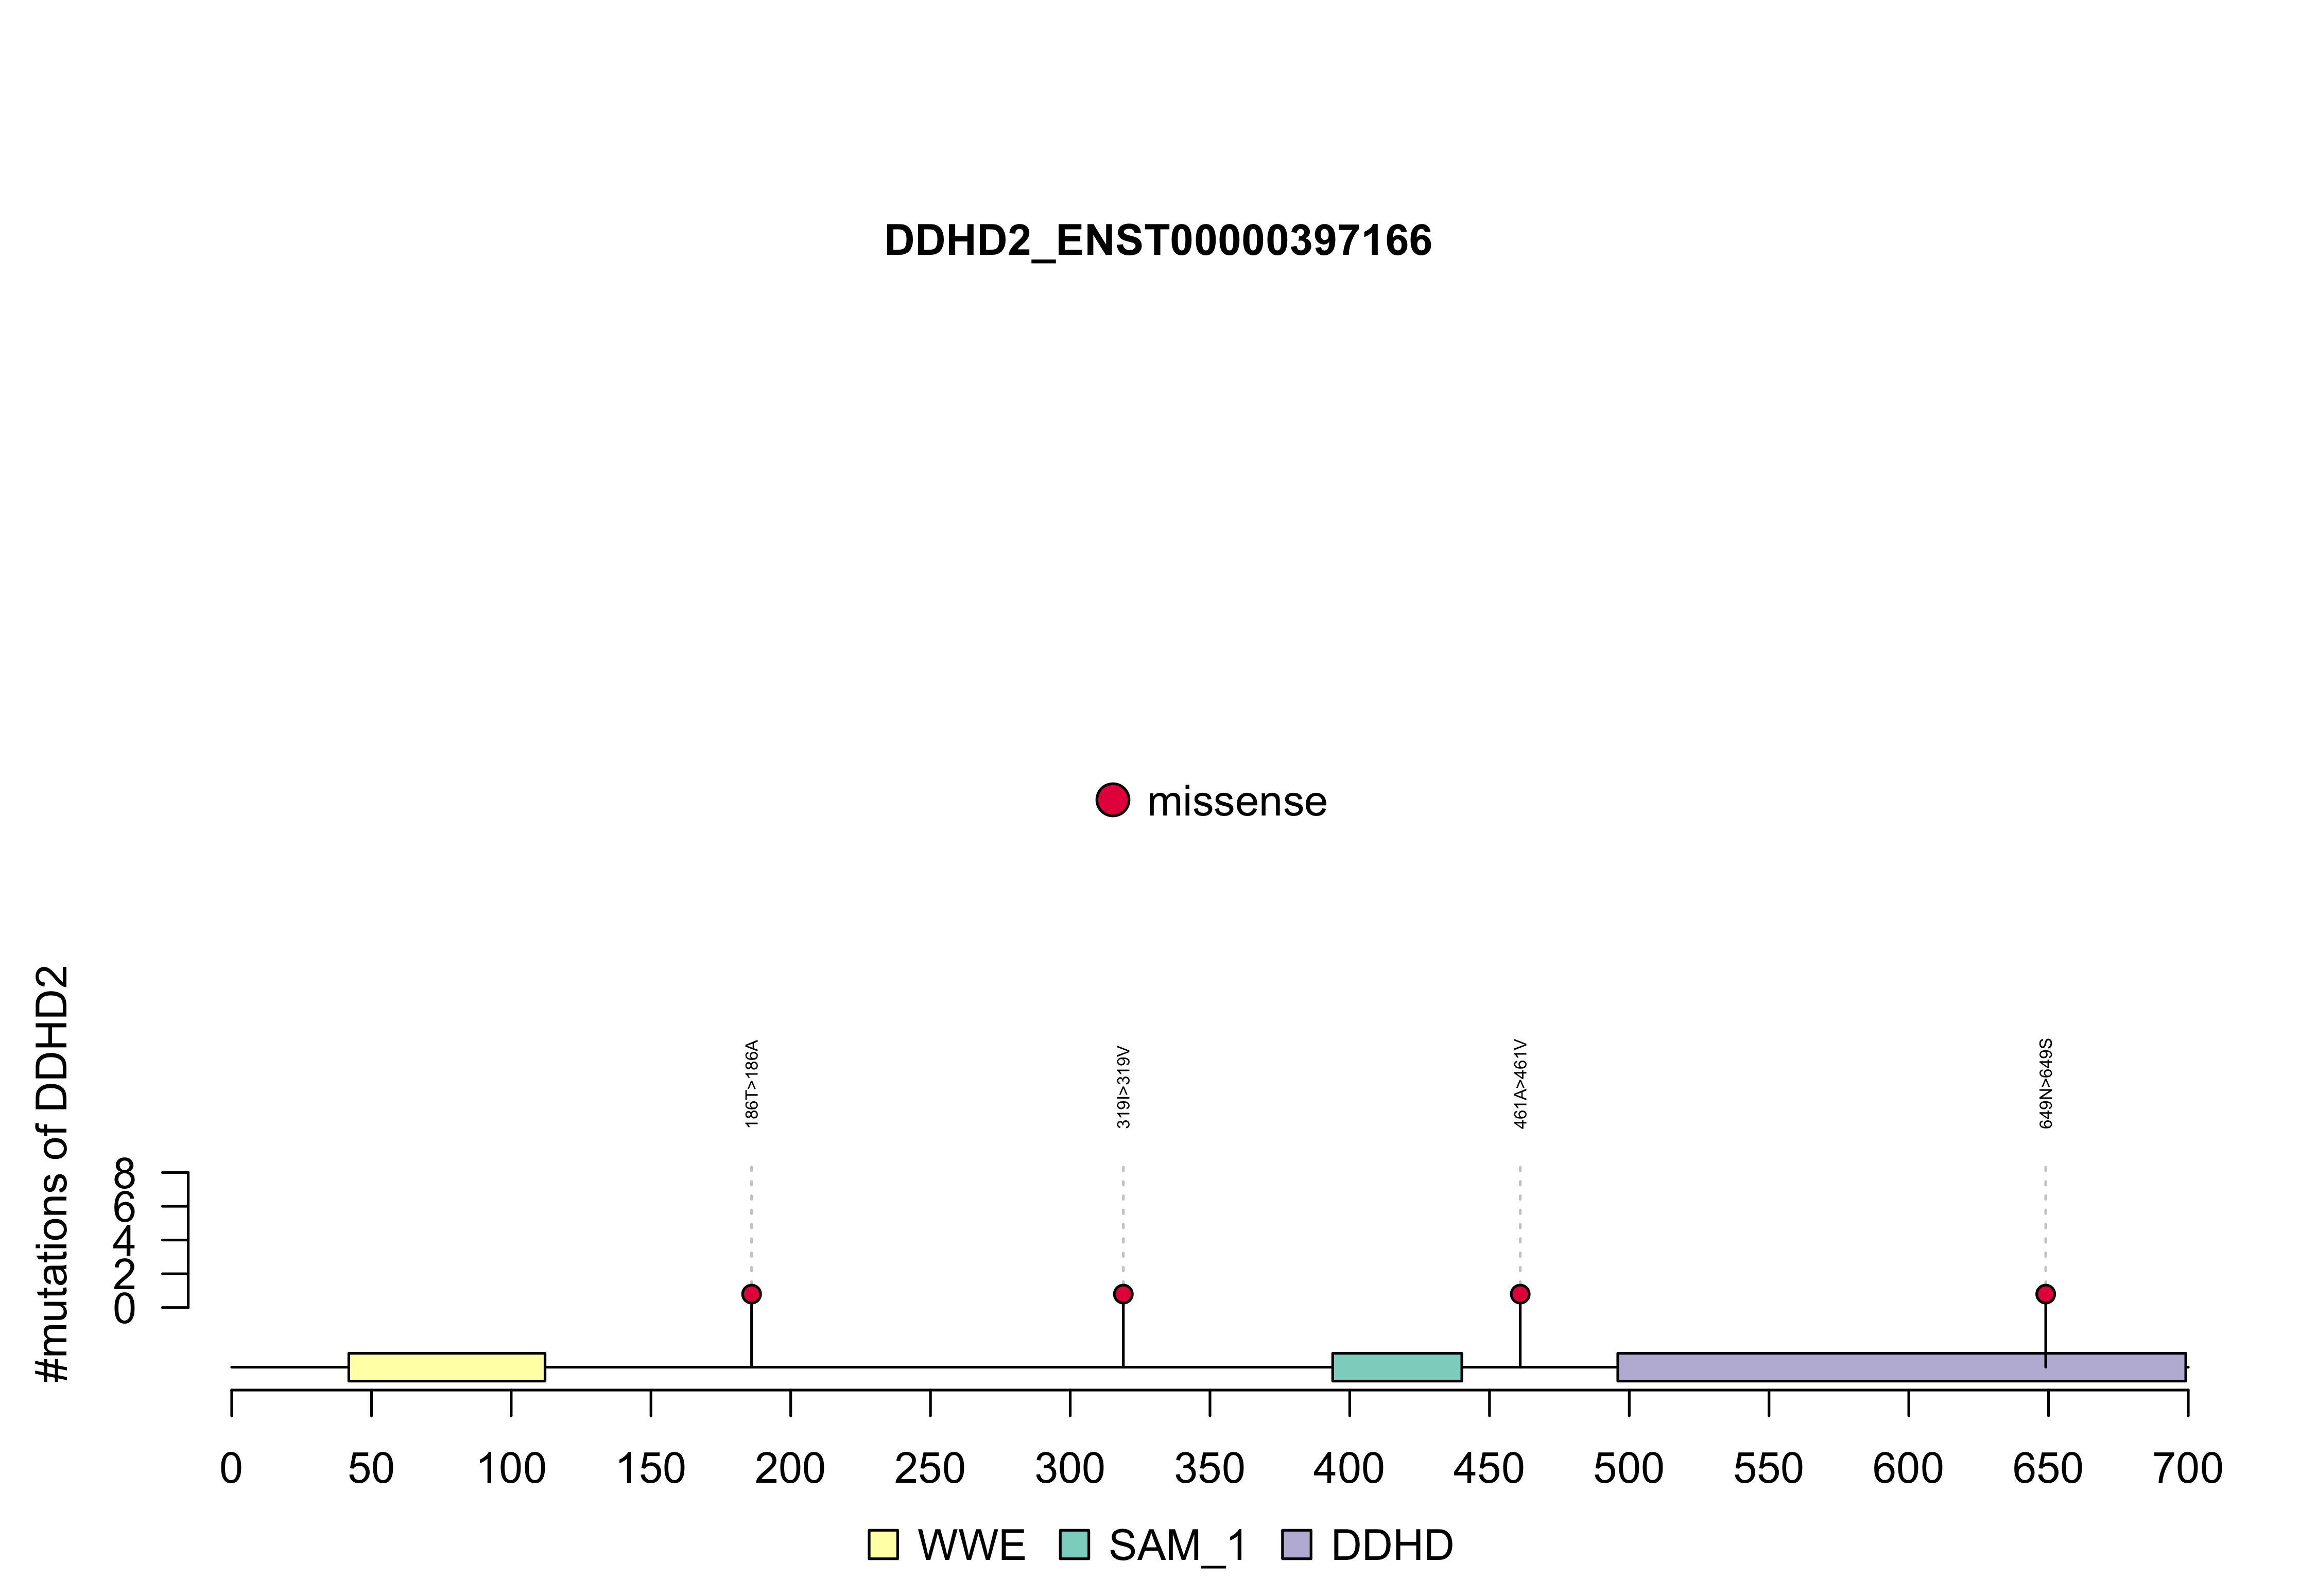 DDHD2_ENST00000397166
missense
#mutations of DDHD2
186T>186A
319I>319V
461A>461V
649N>649S
8
6
4
2
0
0 50 100 150 200 250 300 350 400 450 500 550 600 650 700
WWE SAM_1 DDHD